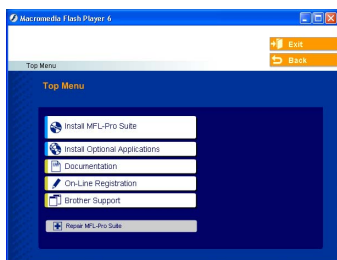 Macromedia Flash Player 6
Exit
Back
Top Menu
Top Menu
Install MFL-Pro Suite
Install Optional Applications
Documentation
On-Line Registration
Brother Support
Repair MFL-Pro Suite